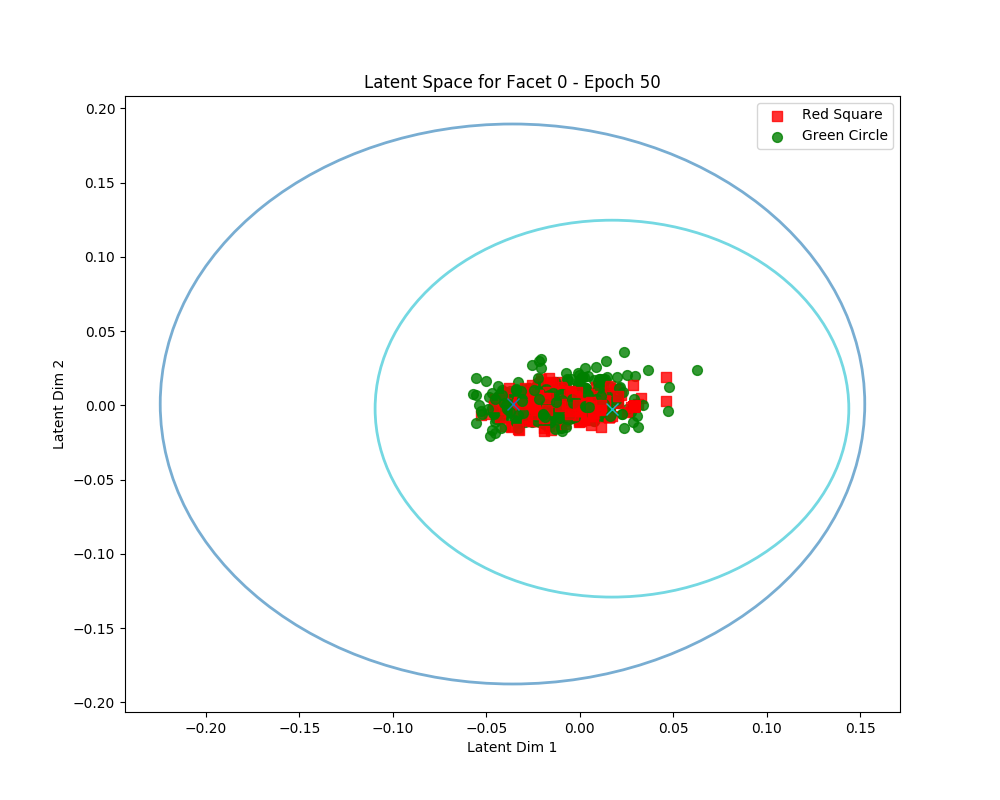 Latent Space for Facet 0 - Epoch 50
Red Square
Green Circle
0.20
0.15
0.10
0.05
0.00
−0.05
−0.10
−0.15
−0.20
Latent Dim 2
−0.20 −0.15 −0.10 −0.05 0.00 0.05 0.10 0.15
Latent Dim 1